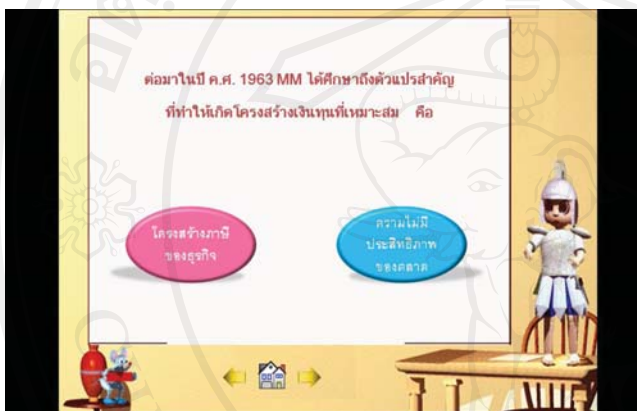 ต่อมาในปี ค.ศ. 1963 MM ได้ศึกษาถึงตัวแปรสำคัญ
ที่ทำให้เกิดโครงสร้างเงินทุนที่เหมาะสม คือ
โครงสร้างภาษี
ของธุรกิจ
ความไม่มี
ประสิทธิภาพ
ของตลาด